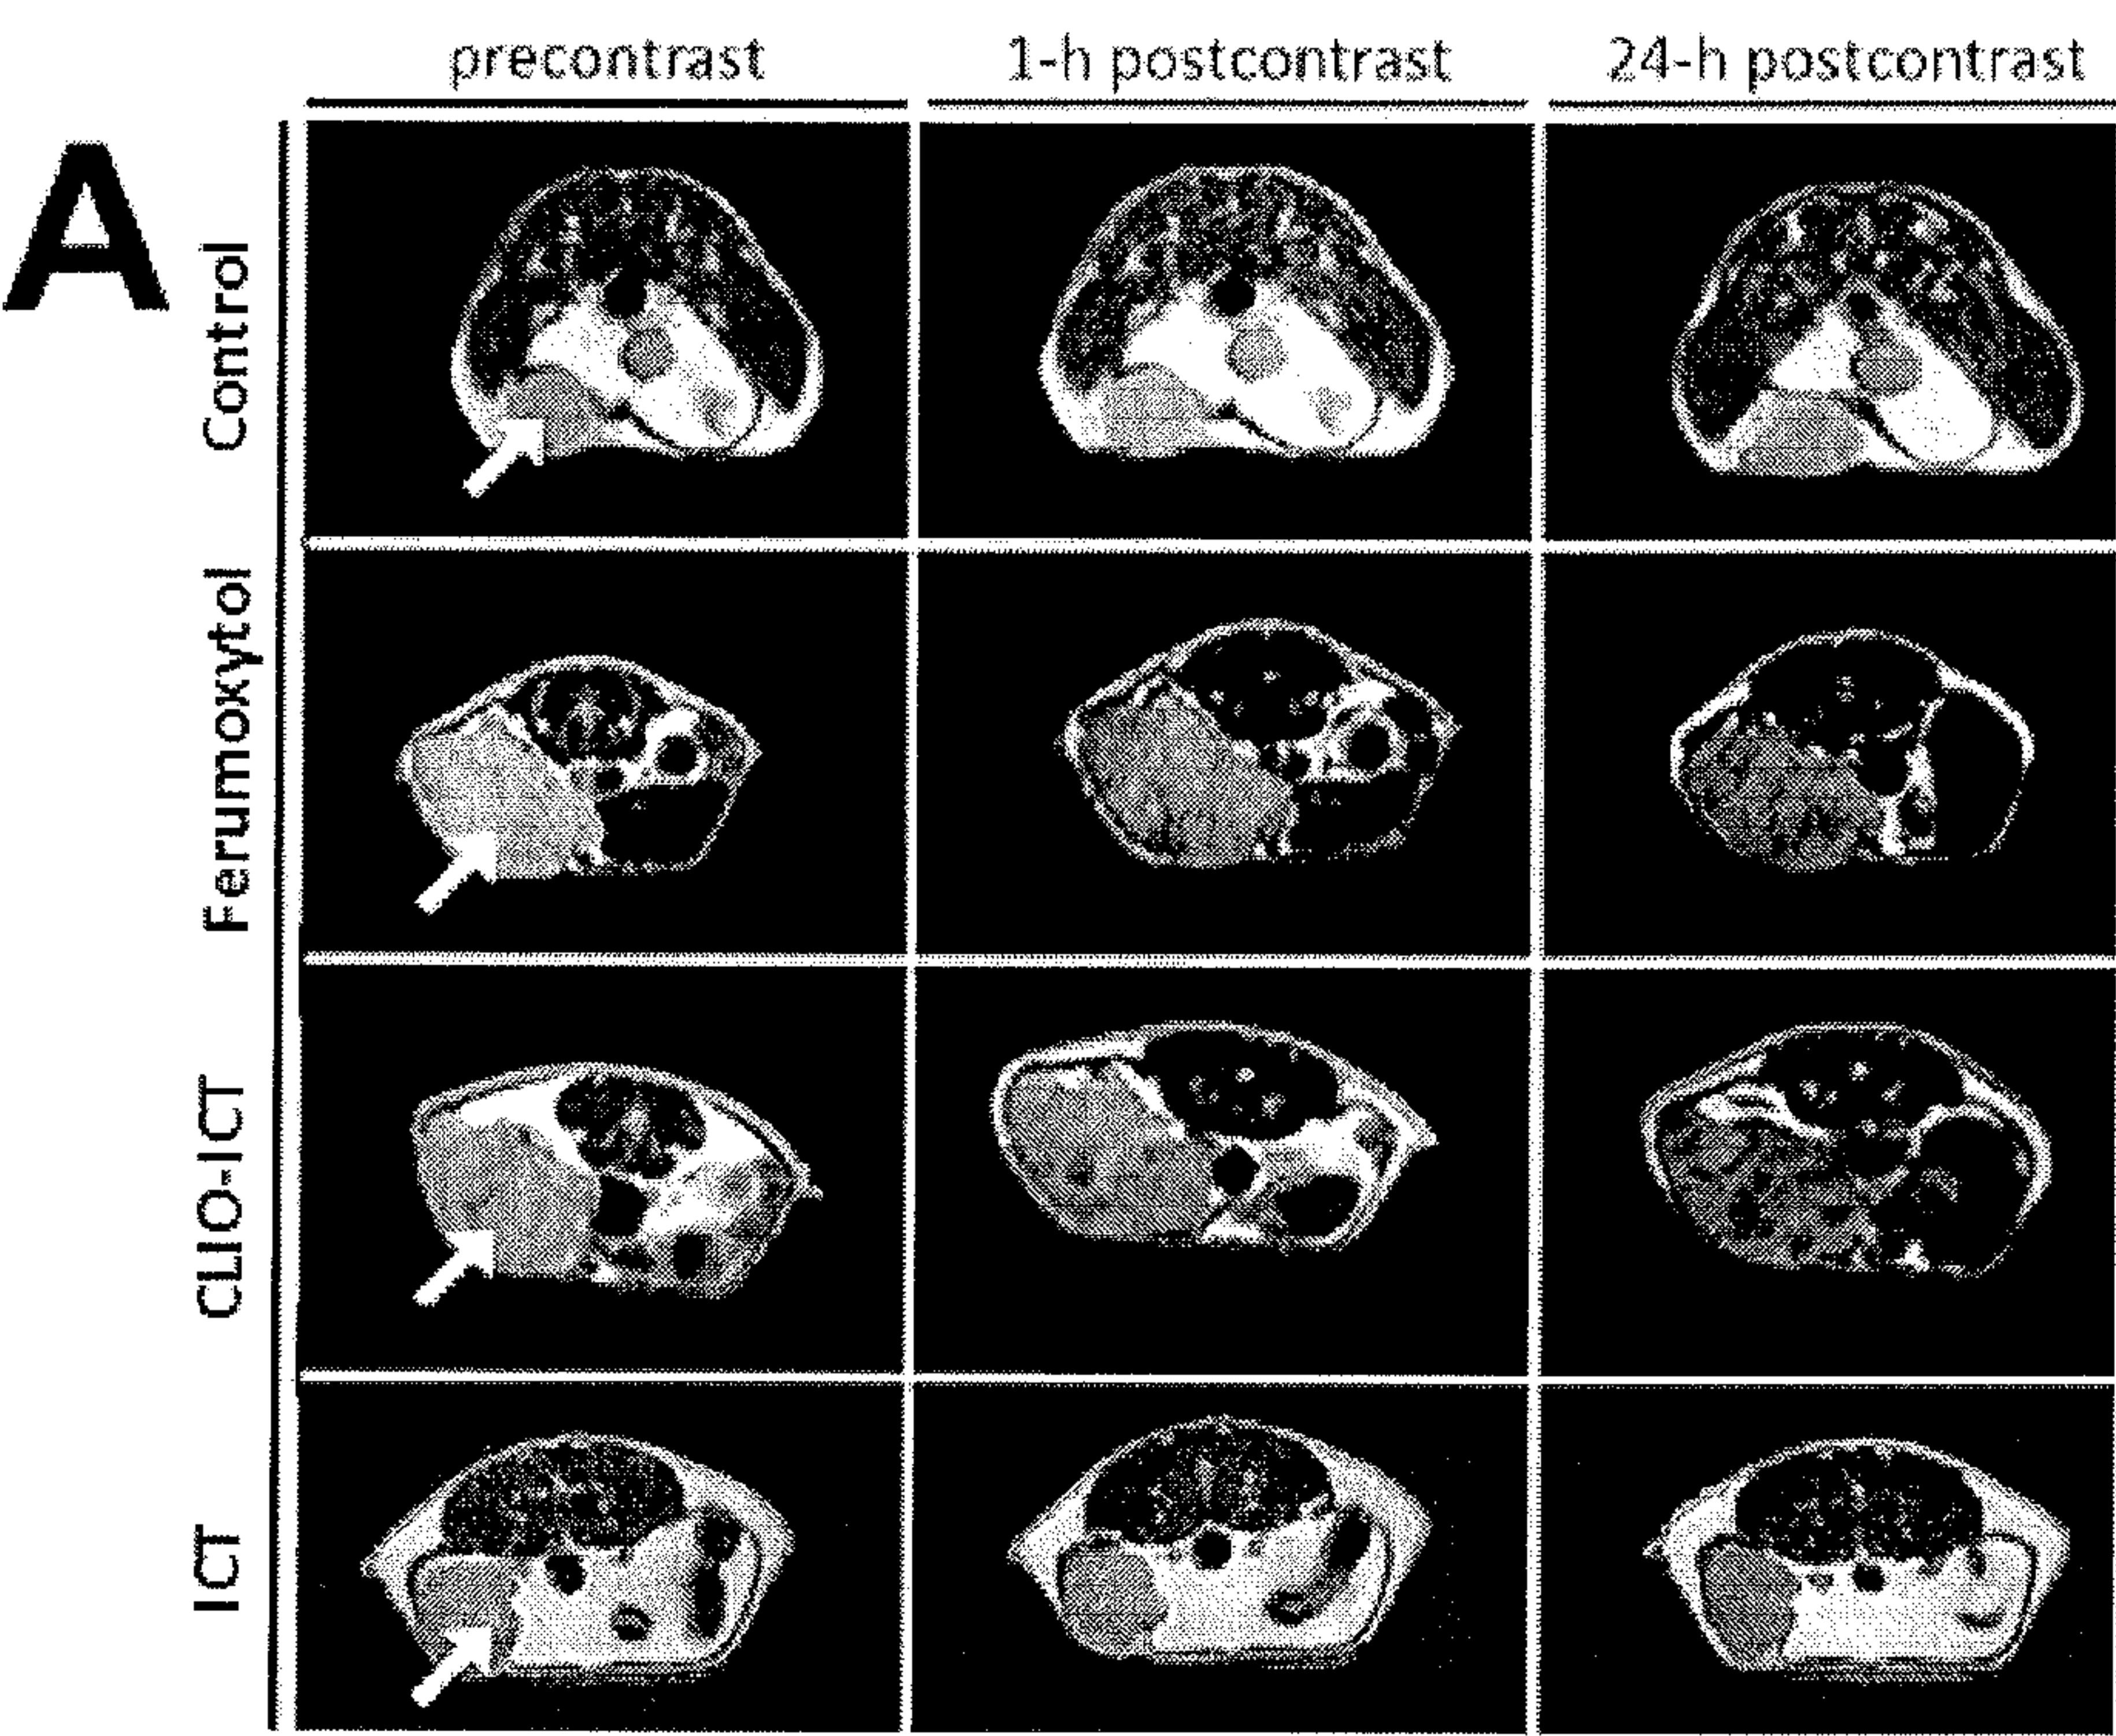 precontrast 1-h postcontrast 24-h postcontrast
A
Control
Ferumoxytol
CLIO-ICT
ICT